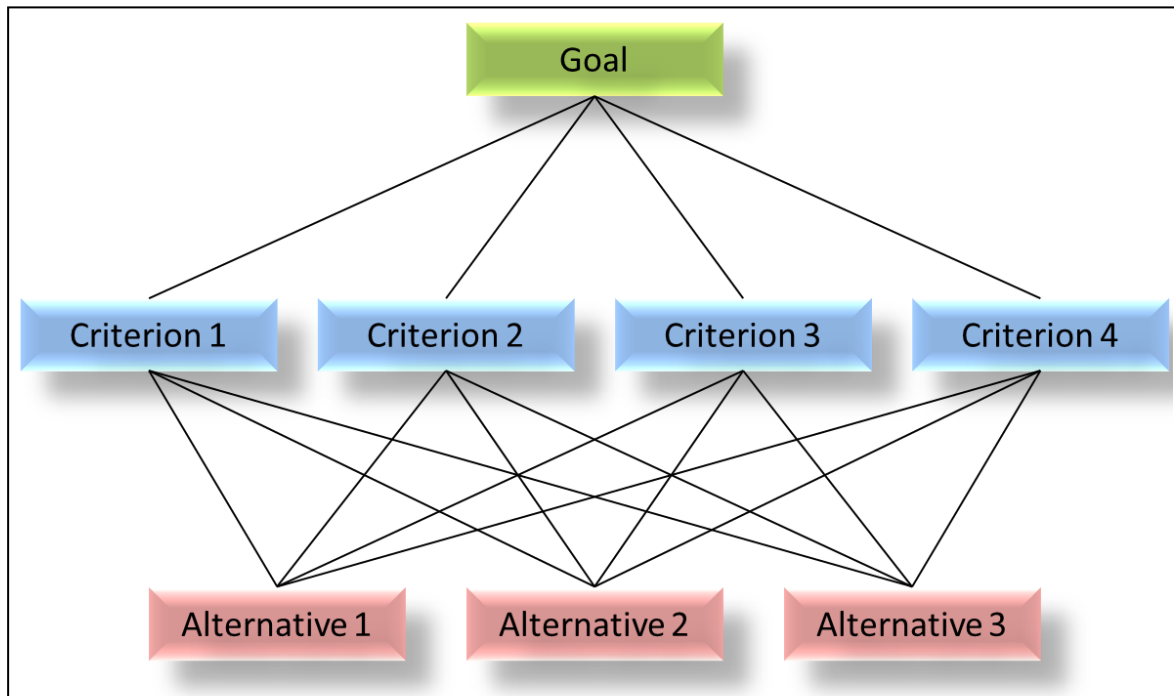 Goal
Criterion 1
Criterion 2
Criterion 3
Criterion 4
Alternative 1
Alternative 2
Alternative 3